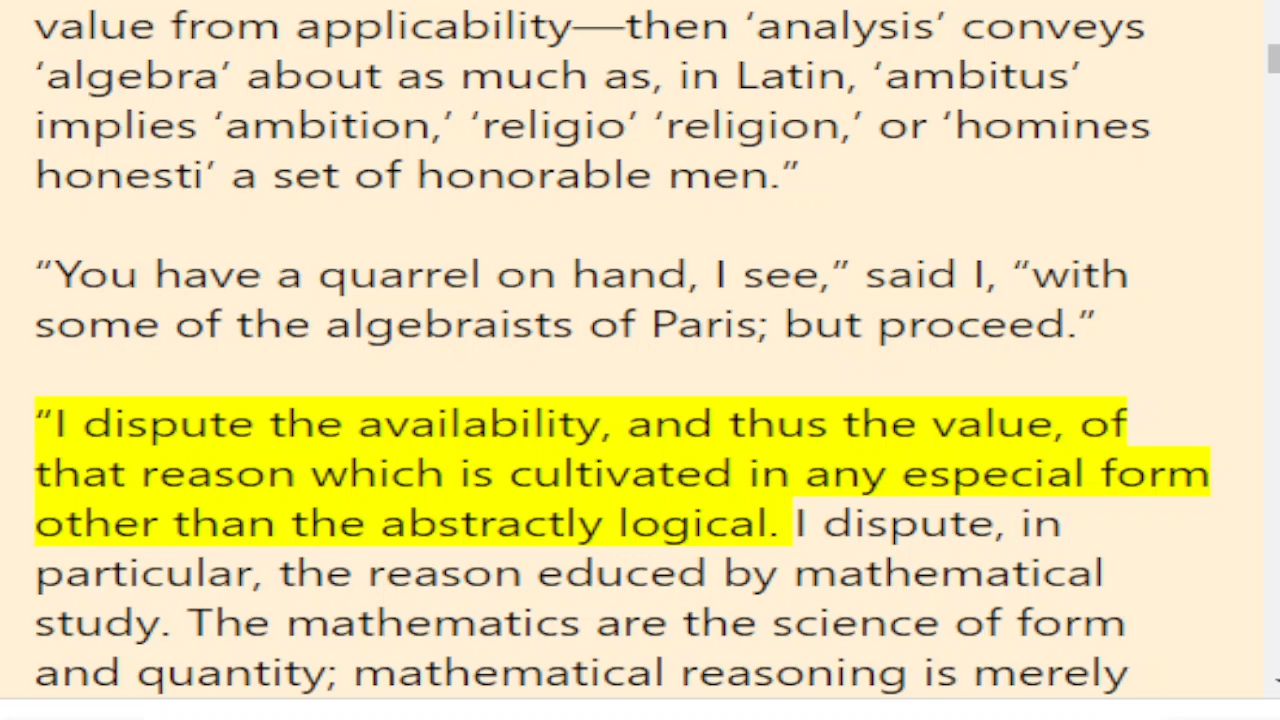 value from applicability—then ‘analysis’ conveys
‘algebra’ about as much as, in Latin, ‘ambitus’
implies ‘ambition,’ ‘religio’ ‘religion,’ or ‘homines
honesti’ a set of honorable men.”
“You have a quarrel on hand, I see,” said I, “with
some of the algebraists of Paris; but proceed.”
“I dispute the availability, and thus the value, of
that reason which is cultivated in any especial form
other than the abstractly logical. I dispute, in
particular, the reason educed by mathematical
study. The mathematics are the science of form
and quantity; mathematical reasoning is merely